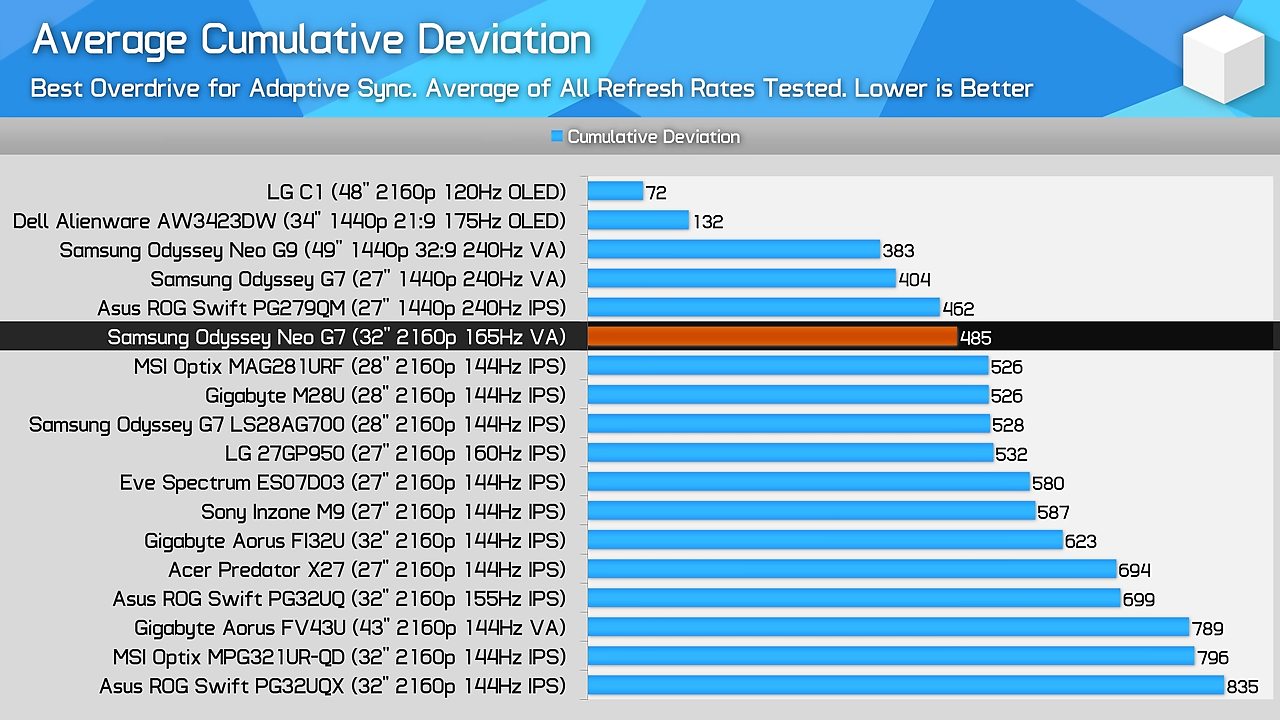 Average Cumulative Deviation
Best Overdrive for Adaptive Sync. Average of All Refresh Rates Tested. Lower is Better
Cumulative Deviation
LG C1 (48" 2160p 120Hz OLED) 72
Dell Alienware AW3423DW (34" 1440p 21:9 175Hz OLED) 132
Samsung Odyssey Neo G9 (49" 1440p 32:9 240Hz VA) 383
Samsung Odyssey G7 (27" 1440p 240Hz VA) 404
Asus ROG Swift PG279QM (27" 1440p 240Hz IPS) 462
Samsung Odyssey Neo G7 (32" 2160p 165Hz VA) 485
MSI Optix MAG281URF (28" 2160p 144Hz IPS) 526
Gigabyte M28U (28" 2160p 144Hz IPS) 526
Samsung Odyssey G7 LS28AG700 (28" 2160p 144Hz IPS) 528
LG 27GP950 (27" 2160p 160Hz IPS) 532
Eve Spectrum ES07D03 (27" 2160p 144Hz IPS) 580
Sony Inzone M9 (27" 2160p 144Hz IPS) 587
Gigabyte Aorus FI32U (32" 2160p 144Hz IPS) 623
Acer Predator X27 (27" 2160p 144Hz IPS) 694
Asus ROG Swift PG32UQ (32" 2160p 155Hz IPS) 699
Gigabyte Aorus FV43U (43" 2160p 144Hz VA) 789
MSI Optix MPG321UR-QD (32" 2160p 144Hz IPS) 796
Asus ROG Swift PG32UQX (32" 2160p 144Hz IPS) 835